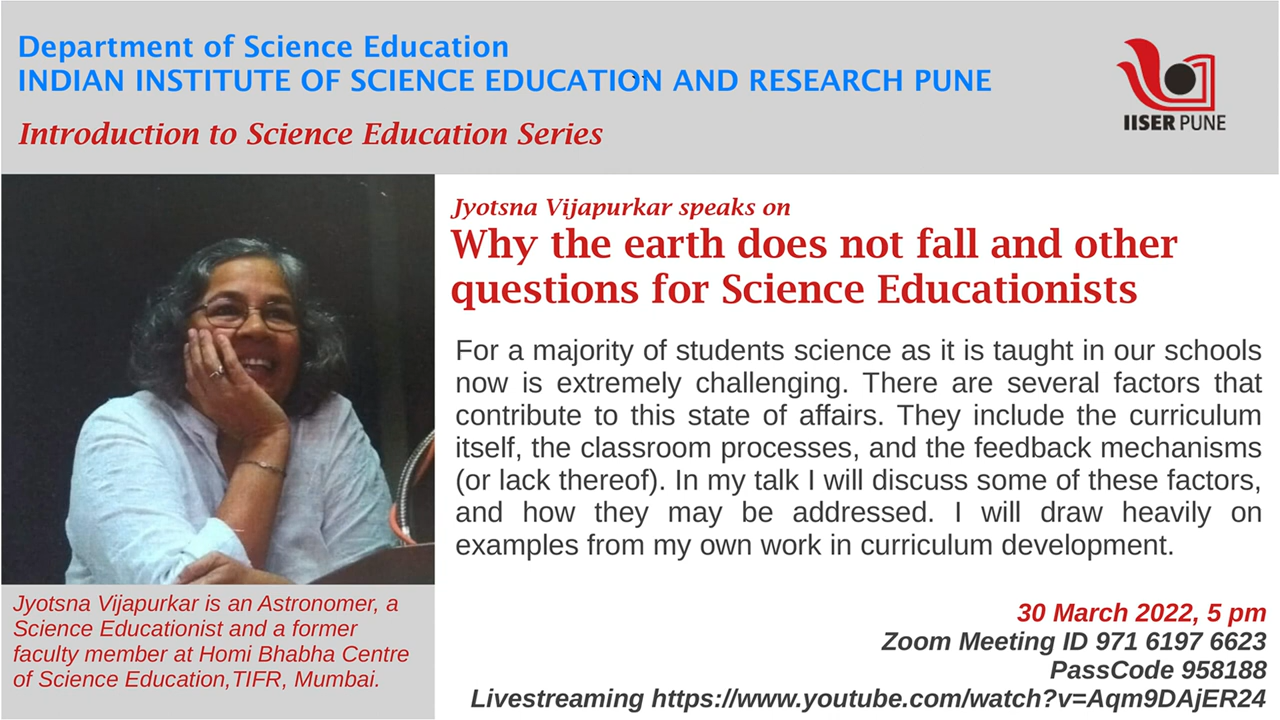 Department of Science Education
INDIAN INSTITUTE OF SCIENCE EDUCATION AND RESEARCH PUNE
Introduction to Science Education Series
IISER PUNE
Jyotsna Vijapurkar speaks on
Why the earth does not fall and other
questions for Science Educationists
For a majority of students science as it is taught in our schools
now is extremely challenging. There are several factors that
contribute to this state of affairs. They include the curriculum
itself, the classroom processes, and the feedback mechanisms
(or lack thereof). In my talk I will discuss some of these factors,
and how they may be addressed. I will draw heavily on
examples from my own work in curriculum development.
Jyotsna Vijapurkar is an Astronomer, a
Science Educationist and a former
faculty member at Homi Bhabha Centre
of Science Education,TIFR, Mumbai.
30 March 2022, 5 pm
Zoom Meeting ID 971 6197 6623
PassCode 958188
Livestreaming https://www.youtube.com/watch?v=Aqm9DAjER24